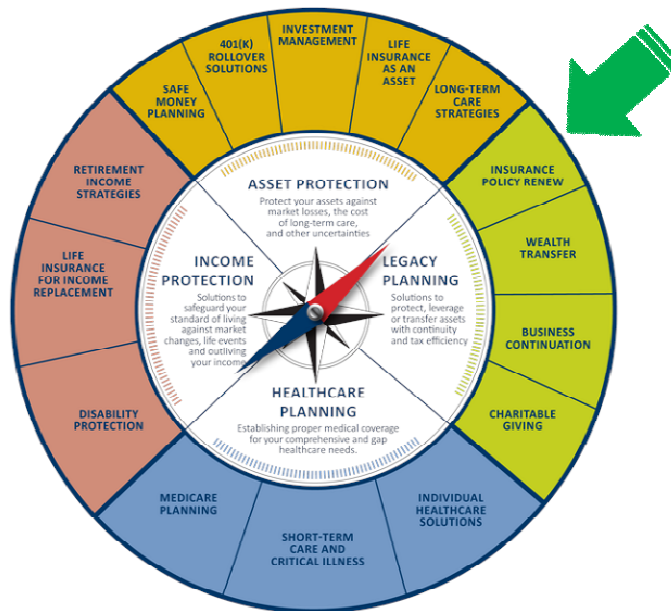 INVESTMENT
MANAGEMENT
401(K)
ROLLOVER
SOLUTIONS
LIFE
INSURANCE
AS AN
ASSET
SAFE
MONEY
PLANNING
LONG-TERM
CARE
STRATEGIES
RETIREMENT
INCOME
STRATEGIES
INSURANCE
POLICY RENEW
ASSET PROTECTION
Protect your assets against
market losses, the cost
of long-term care,
and other uncertainties
LIFE
INSURANCE
FOR INCOME
REPLACEMENT
WEALTH
TRANSFER
INCOME
PROTECTION
Solutions to
safeguard your
standard of living
against market
changes, life events
and outliving
your income
LEGACY
PLANNING
Solutions to
protect, leverage
or transfer assets
with continuity
and tax efficiency
BUSINESS
CONTINUATION
HEALTHCARE
PLANNING
Establishing proper medical coverage
for your comprehensive and gap
healthcare needs.
DISABILITY
PROTECTION
CHARITABLE
GIVING
MEDICARE
PLANNING
SHORT-TERM
CARE AND
CRITICAL ILLNESS
INDIVIDUAL
HEALTHCARE
SOLUTIONS